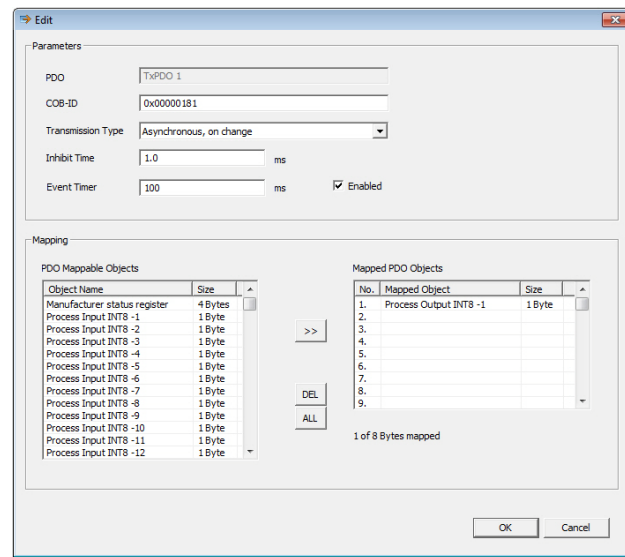 Edit
Parameters
PDO TxPDO 1
COB-ID 0x00000181
Transmission Type Asynchronous, on change
Inhibit Time 1.0 ms
Event Timer 100 ms Enabled
Mapping
PDO Mappable Objects
Object Name Size
Manufacturer status register 4 Bytes
Process Input INT8 -1 1 Byte
Process Input INT8 -2 1 Byte
Process Input INT8 -3 1 Byte
Process Input INT8 -4 1 Byte
Process Input INT8 -5 1 Byte
Process Input INT8 -6 1 Byte
Process Input INT8 -7 1 Byte
Process Input INT8 -8 1 Byte
Process Input INT8 -9 1 Byte
Process Input INT8 -10 1 Byte
Process Input INT8 -11 1 Byte
Process Input INT8 -12 1 Byte
>>
DEL
ALL
Mapped PDO Objects
No. Mapped Object Size
1. Process Output INT8 -1 1 Byte
2.
3.
4.
5.
6.
7.
8.
9.
1 of 8 Bytes mapped
OK Cancel